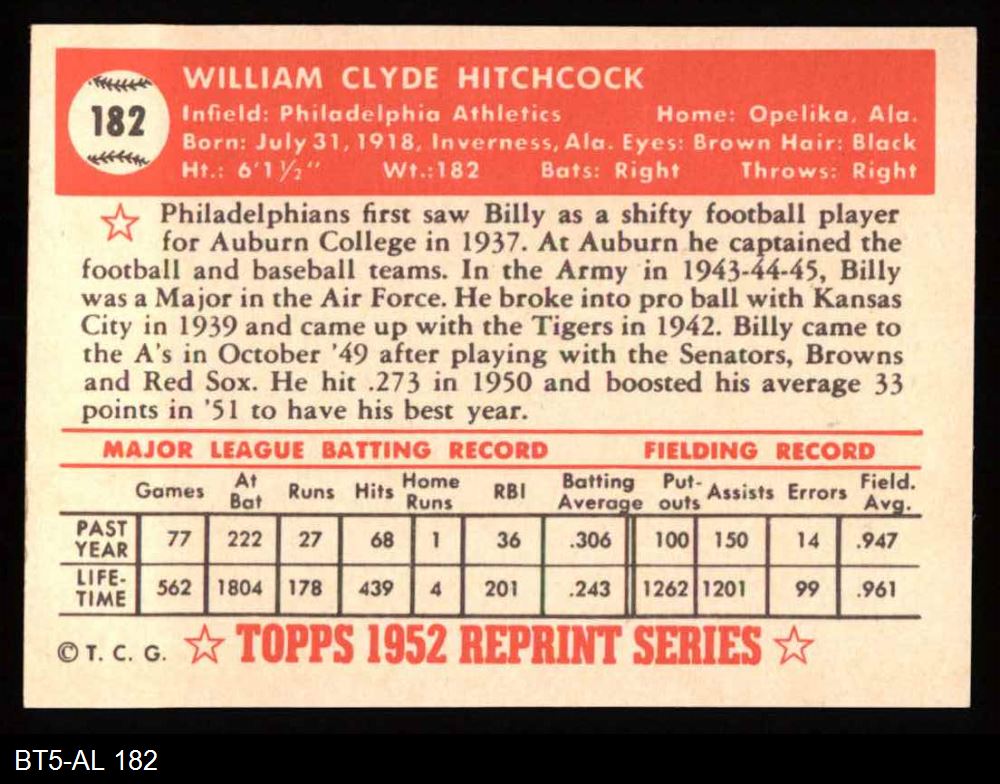 182
WILLIAM CLYDE HITCHCOCK
Infield: Philadelphia Athletics Home: Opelika, Ala.
Born: July 31, 1918, Inverness, Ala. Eyes: Brown Hair: Black
Ht.: 6'1½" Wt.:182 Bats: Right Throws: Right
Philadelphians first saw Billy as a shifty football player
for Auburn College in 1937. At Auburn he captained the
football and baseball teams. In the Army in 1943-44-45, Billy
was a Major in the Air Force. He broke into pro ball with Kansas
City in 1939 and came up with the Tigers in 1942. Billy came to
the A's in October '49 after playing with the Senators, Browns
and Red Sox. He hit .273 in 1950 and boosted his average 33
points in '51 to have his best year.
MAJOR LEAGUE BATTING RECORD FIELDING RECORD
Games At Bat Runs Hits Home Runs RBI Batting Average Put-outs Assists Errors Field. Avg.
PAST YEAR 77 222 27 68 1 36 .306 100 150 14 .947
LIFE-TIME 562 1804 178 439 4 201 .243 1262 1201 99 .961
© T. C. G. TOPPS 1952 REPRINT SERIES
BT5-AL 182